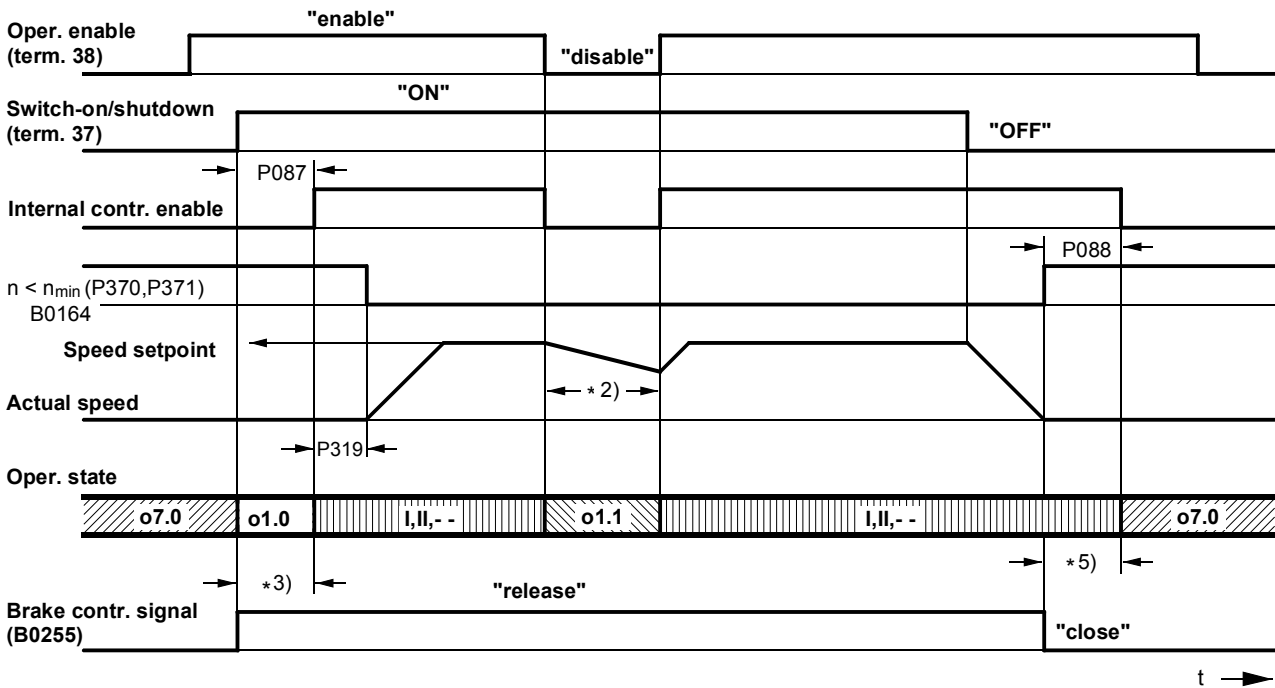 "enable"
Oper. enable
(term. 38)
"disable"
"ON"
Switch-on/shutdown
(term. 37)
"OFF"
P087
Internal contr. enable
P088
n < nmin (P370,P371)
B0164
Speed setpoint
* 2)
Actual speed
P319
Oper. state
o7.0 o1.0 I,II,- - o1.1 I,II,- - o7.0
*3) *5)
"release"
Brake contr. signal
(B0255)
"close"
t